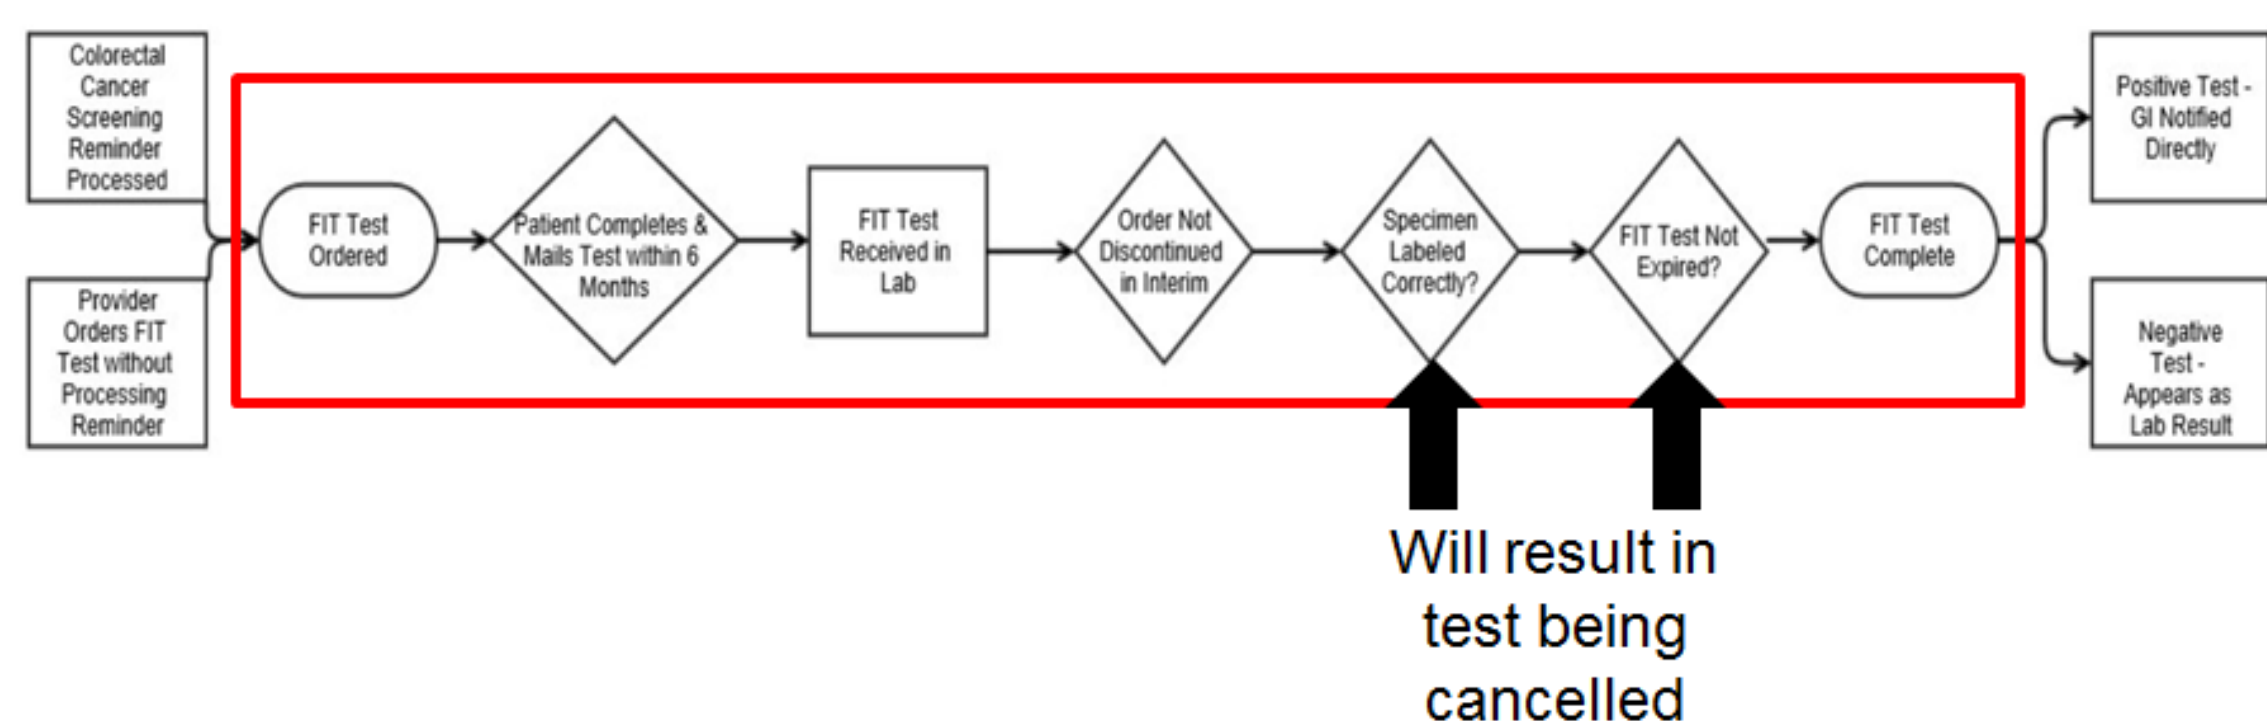 Colorectal
Cancer
Screening
Reminder
Processed
Provider
Orders FIT
Test without
Processing
Reminder
FIT Test
Ordered
Patient Completes &
Mails Test within 6
Months
FIT Test
Received in
Lab
Order Not
Discontinued
in Interim
Specimen
Labeled
Correctly?
FIT Test Not
Expired?
FIT Test
Complete
Positive Test -
GI Notified
Directly
Negative
Test -
Appears as
Lab Result
Will result in
test being
cancelled